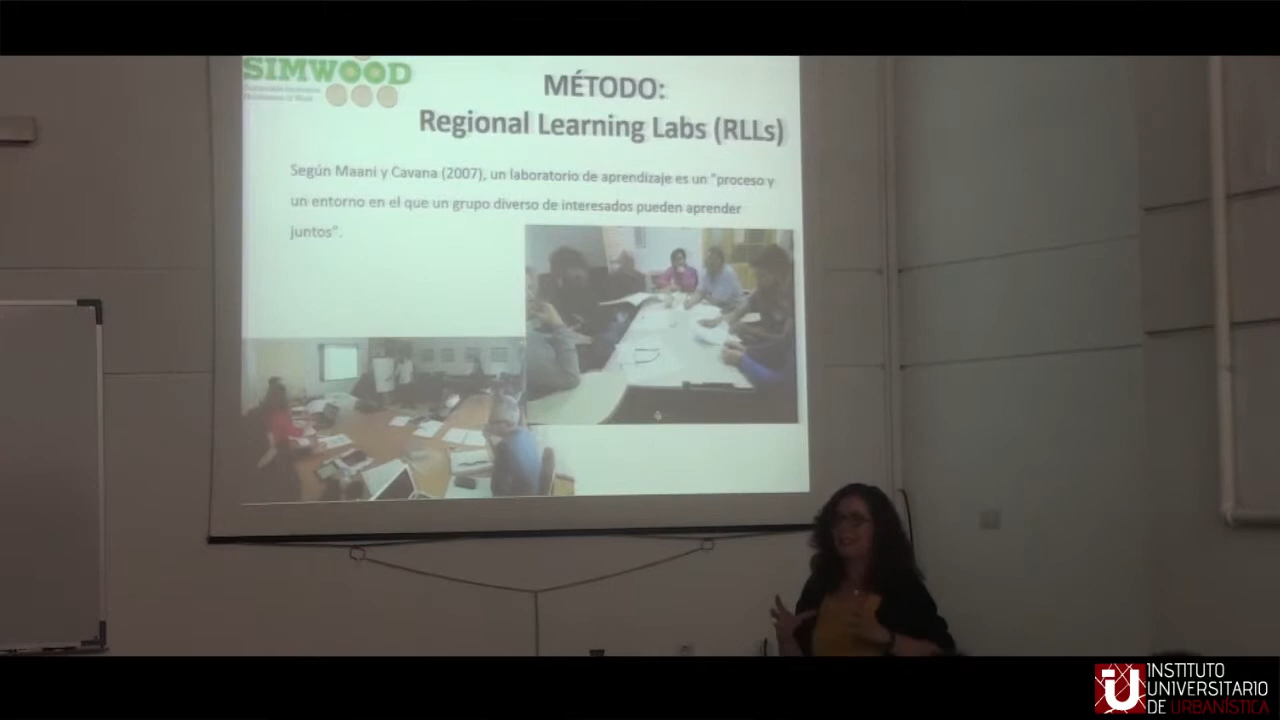 SIMWOOD
MÉTODO:
Regional Learning Labs (RLLs)
Según Maani y Cavana (2007), un laboratorio de aprendizaje es un "proceso y
un entorno en el que un grupo diverso de interesados pueden aprender
juntos".
INSTITUTO
UNIVERSITARIO
DE URBANÍSTICA